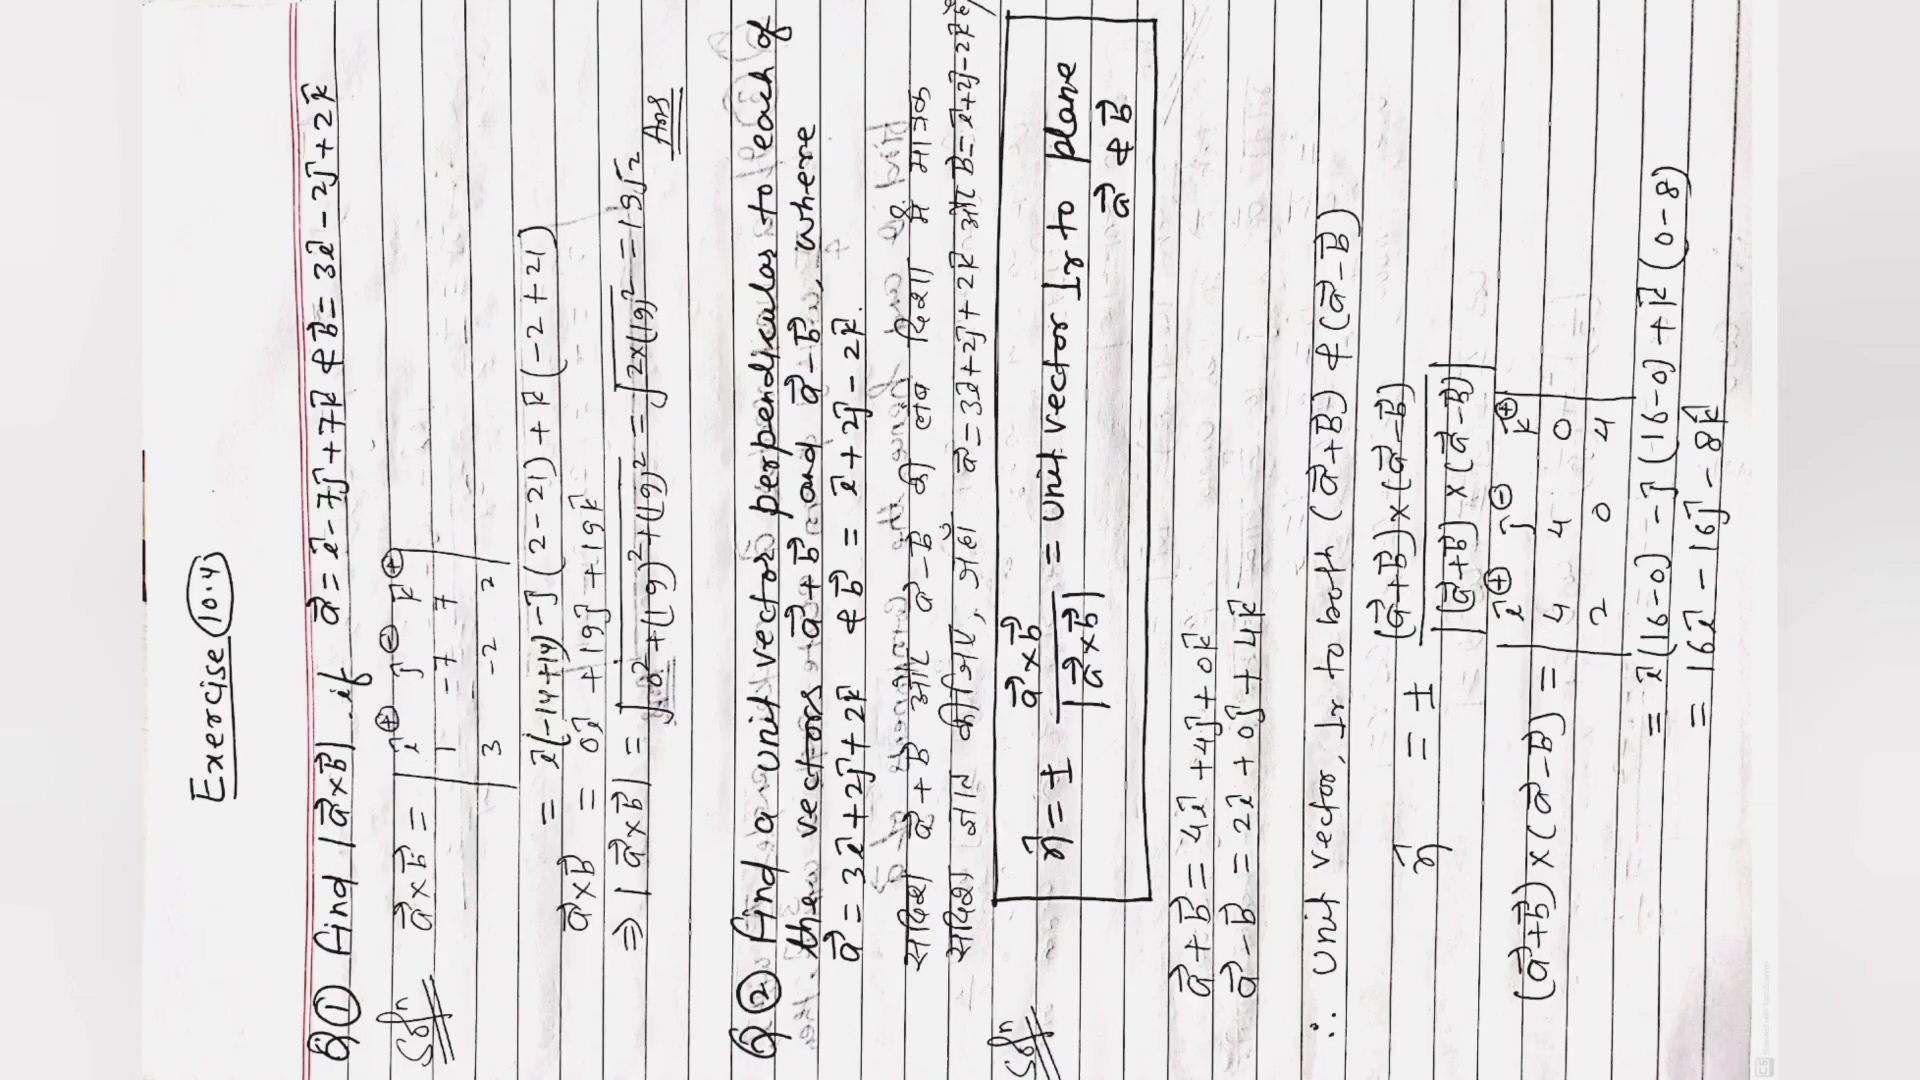 Exercise 10.4
Q① Find |a⃗×b⃗| if a⃗ = î - 7ĵ + 7k̂ & b⃗ = 3î - 2ĵ + 2k̂
Solⁿ a⃗×b⃗ = | î⊕ ĵ⊖ k̂⊕ |
1 -7 7
3 -2 2
= î(-14+14) - ĵ(2-21) + k̂(-2+21)
a⃗×b⃗ = 0î + 19ĵ + 19k̂
⇒ |a⃗×b⃗| = √0²+(19)²+(19)² = √2×(19)² = 19√2 Ans
Q② Find a unit vector perpendicular to each of
the vectors a⃗+b⃗ and a⃗-b⃗, where
a⃗ = 3î+2ĵ+2k̂ & b⃗ = î+2ĵ-2k̂.
सदिश a⃗+b⃗ और a⃗-b⃗ की लंब दिशा में मात्रक
सदिश ज्ञात कीजिए, जहाँ a⃗=3î+2ĵ+2k̂ और b⃗=î+2ĵ-2k̂ है
Solⁿ n̂ = ± a⃗×b⃗ / |a⃗×b⃗| = unit vector ⊥r to plane
a⃗ & b⃗
a⃗+b⃗ = 4î+4ĵ+0k̂
a⃗-b⃗ = 2î+0ĵ+4k̂
∴ unit vector, ⊥r to both (a⃗+b⃗) & (a⃗-b⃗)
n̂ = ± (a⃗+b⃗)×(a⃗-b⃗) / |(a⃗+b⃗)×(a⃗-b⃗)|
(a⃗+b⃗)×(a⃗-b⃗) = | î⊕ ĵ⊖ k̂⊕ |
4 4 0
2 0 4
= î(16-0) - ĵ(16-0) + k̂(0-8)
= 16î - 16ĵ - 8k̂